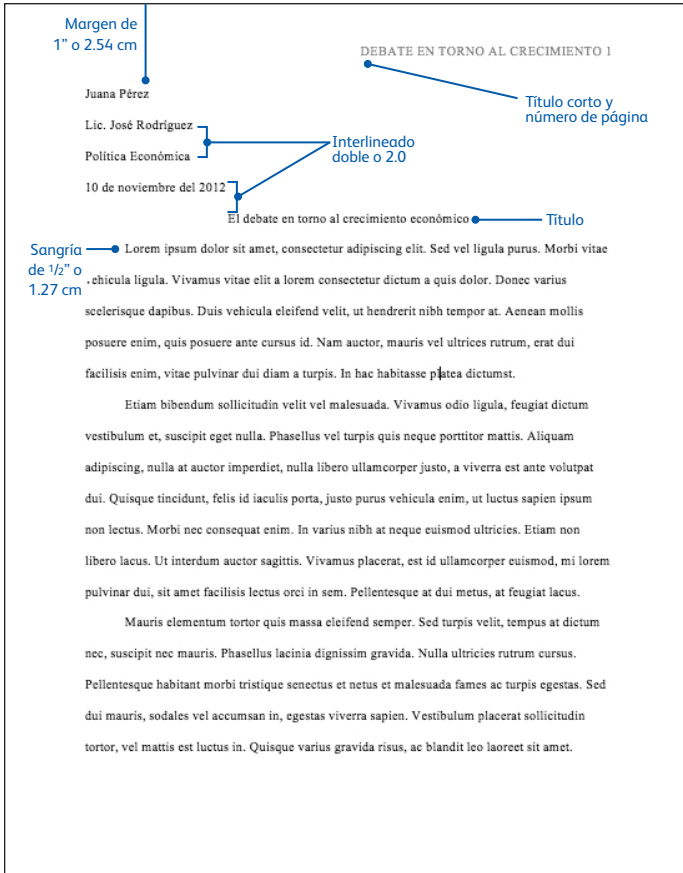 Margen de
1” o 2.54 cm
DEBATE EN TORNO AL CRECIMIENTO 1
Título corto y
número de página
Juana Pérez
Lic. José Rodríguez
Interlineado
doble o 2.0
Política Económica
10 de noviembre del 2012
El debate en torno al crecimiento económico
Título
Sangría
de 1/2” o
1.27 cm
Lorem ipsum dolor sit amet, consectetur adipiscing elit. Sed vel ligula purus. Morbi vitae
vehicula ligula. Vivamus vitae elit a lorem consectetur dictum a quis dolor. Donec varius
scelerisque dapibus. Duis vehicula eleifend velit, ut hendrerit nibh tempor at. Aenean mollis
posuere enim, quis posuere ante cursus id. Nam auctor, mauris vel ultrices rutrum, erat dui
facilisis enim, vitae pulvinar dui diam a turpis. In hac habitasse platea dictumst.
Etiam bibendum sollicitudin velit vel malesuada. Vivamus odio ligula, feugiat dictum
vestibulum et, suscipit eget nulla. Phasellus vel turpis quis neque porttitor mattis. Aliquam
adipiscing, nulla at auctor imperdiet, nulla libero ullamcorper justo, a viverra est ante volutpat
dui. Quisque tincidunt, felis id iaculis porta, justo purus vehicula enim, ut luctus sapien ipsum
non lectus. Morbi nec consequat enim. In varius nibh at neque euismod ultricies. Etiam non
libero lacus. Ut interdum auctor sagittis. Vivamus placerat, est id ullamcorper euismod, mi lorem
pulvinar dui, sit amet facilisis lectus orci in sem. Pellentesque at dui metus, at feugiat lacus.
Mauris elementum tortor quis massa eleifend semper. Sed turpis velit, tempus at dictum
nec, suscipit nec mauris. Phasellus lacinia dignissim gravida. Nulla ultricies rutrum cursus.
Pellentesque habitant morbi tristique senectus et netus et malesuada fames ac turpis egestas. Sed
dui mauris, sodales vel accumsan in, egestas viverra sapien. Vestibulum placerat sollicitudin
tortor, vel mattis est luctus in. Quisque varius gravida risus, ac blandit leo laoreet sit amet.